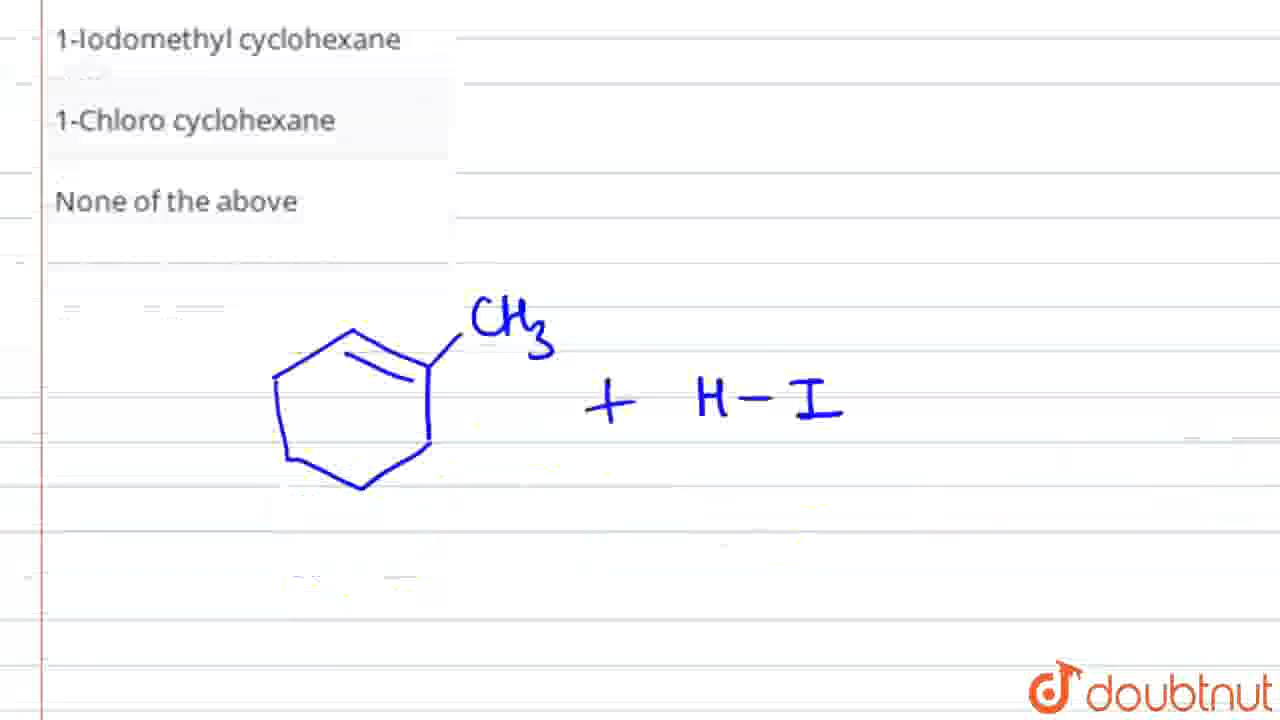 1-Iodomethyl cyclohexane
1-Chloro cyclohexane
None of the above
CH3
+ H-I
doubtnut